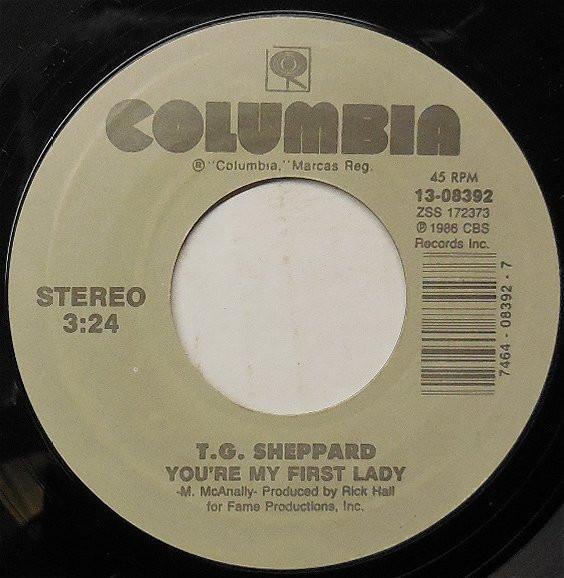 COLUMBIA
® "Columbia," Marcas Reg.
45 RPM
13-08392
ZSS 172373
℗ 1986 CBS
Records Inc.
STEREO
3:24
7464 - 08392 - 7
T.G. SHEPPARD
YOU'RE MY FIRST LADY
-M. McAnally- Produced by Rick Hall
for Fame Productions, Inc.